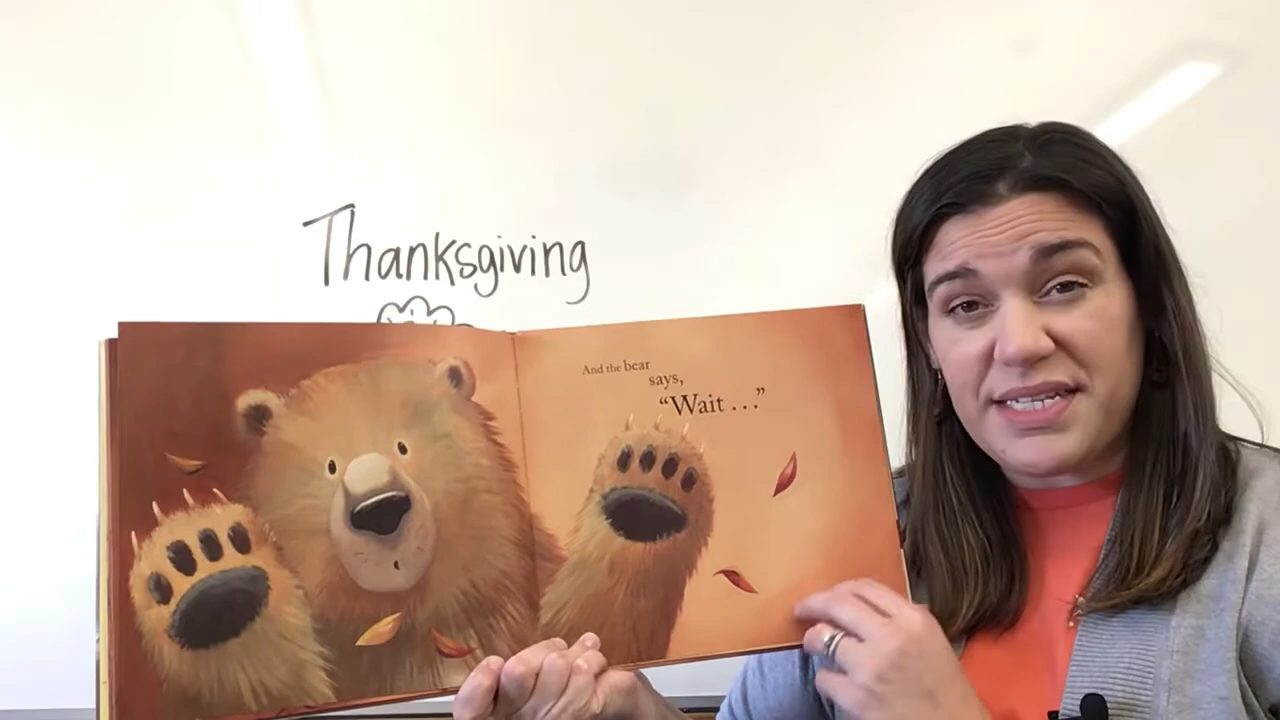 Thanksgiving
And the bear
says,
“Wait . . .”